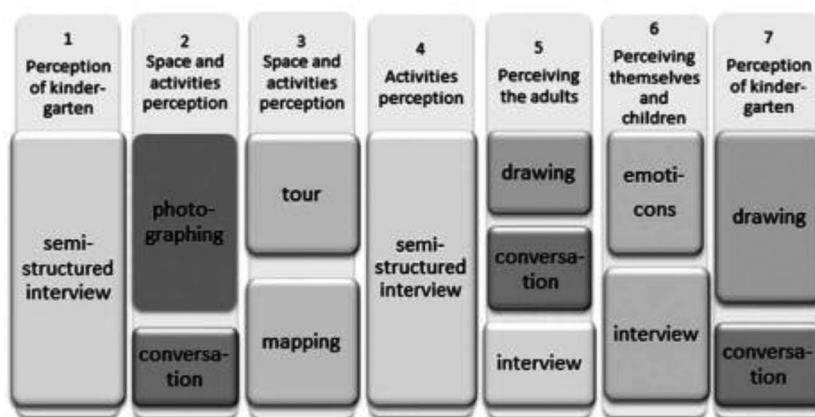 1
Perception
of kinder-
garten
semi-
structured
interview
2
Space and
activities
perception
photo-
graphing
conversa-
tion
3
Space and
activities
perception
tour
mapping
4
Activities
perception
semi-
structured
interview
5
Perceiving
the adults
drawing
conversa-
tion
interview
6
Perceiving
themselves
and
children
emoti-
cons
interview
7
Perception
of kinder-
garten
drawing
conversa-
tion